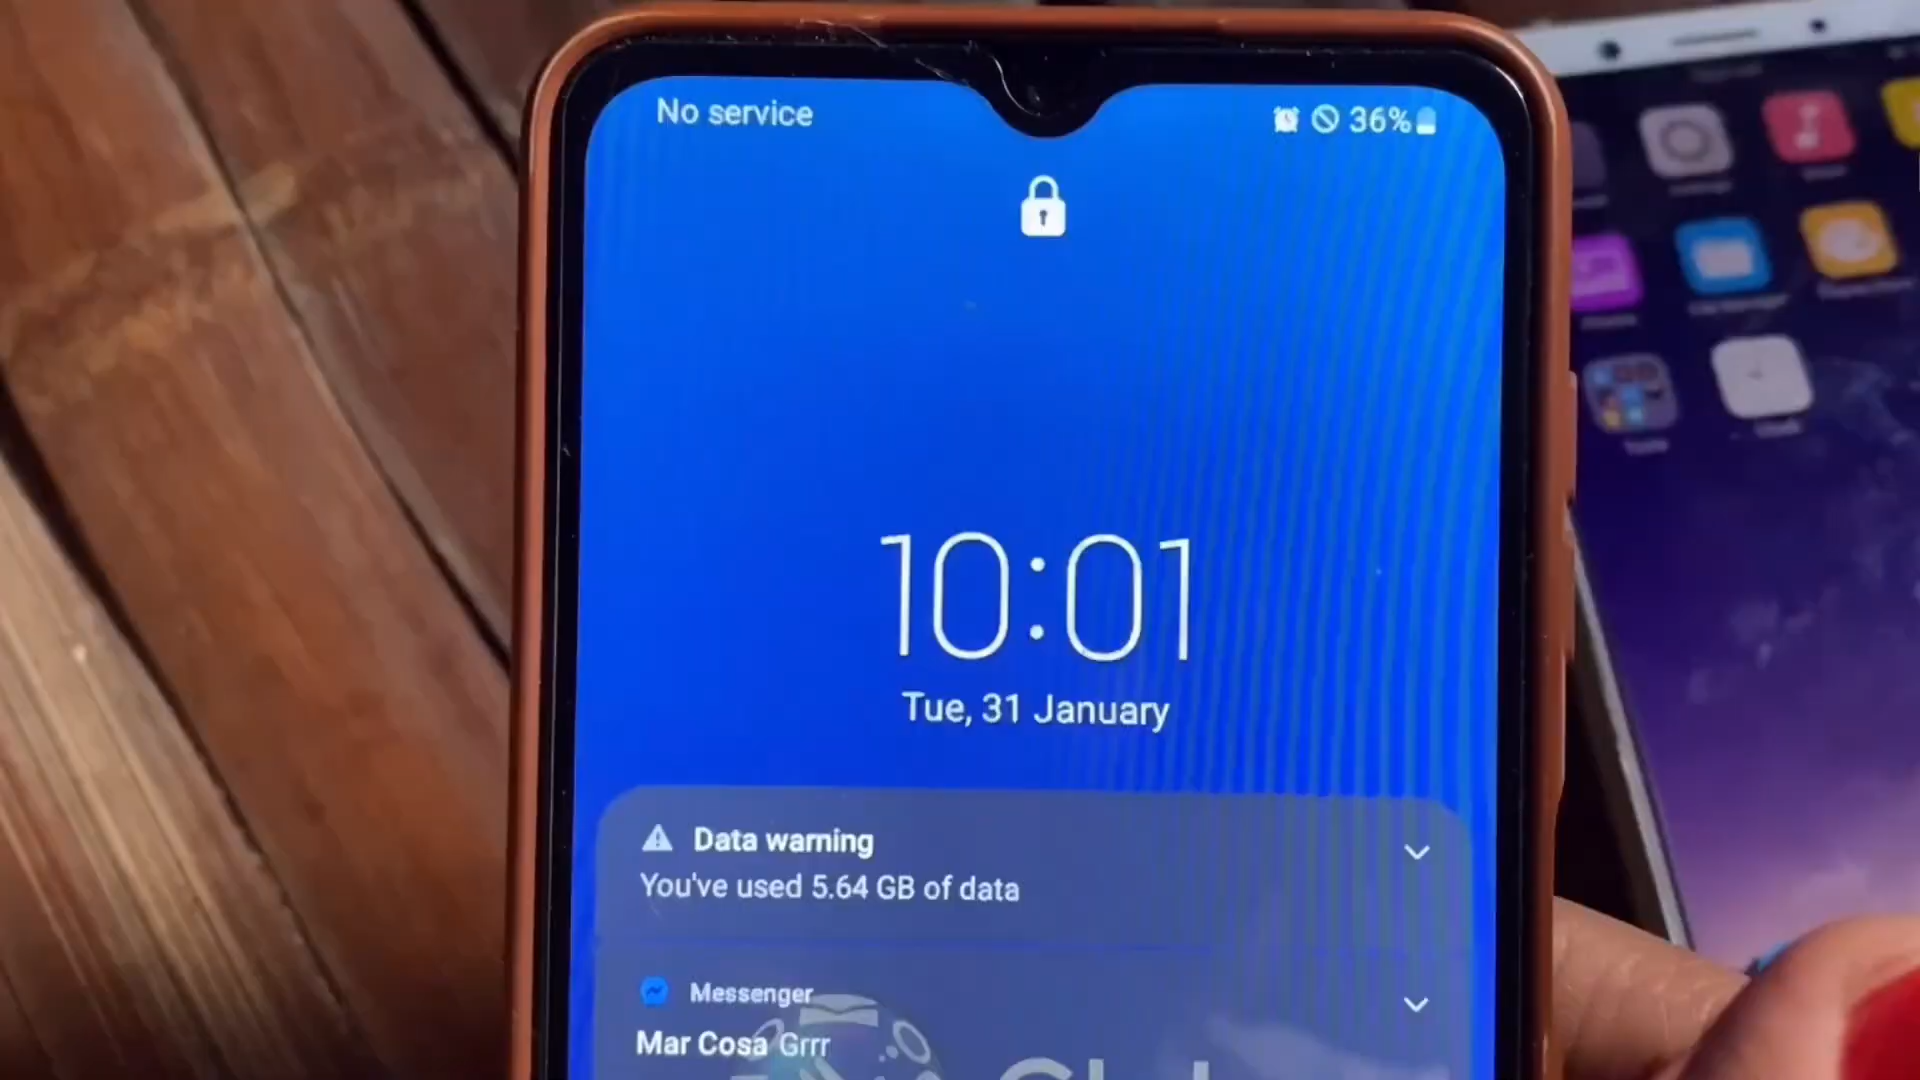 No service
36%
10:01
Tue, 31 January
Data warning
You've used 5.64 GB of data
Messenger
Mar Cosa Grrr